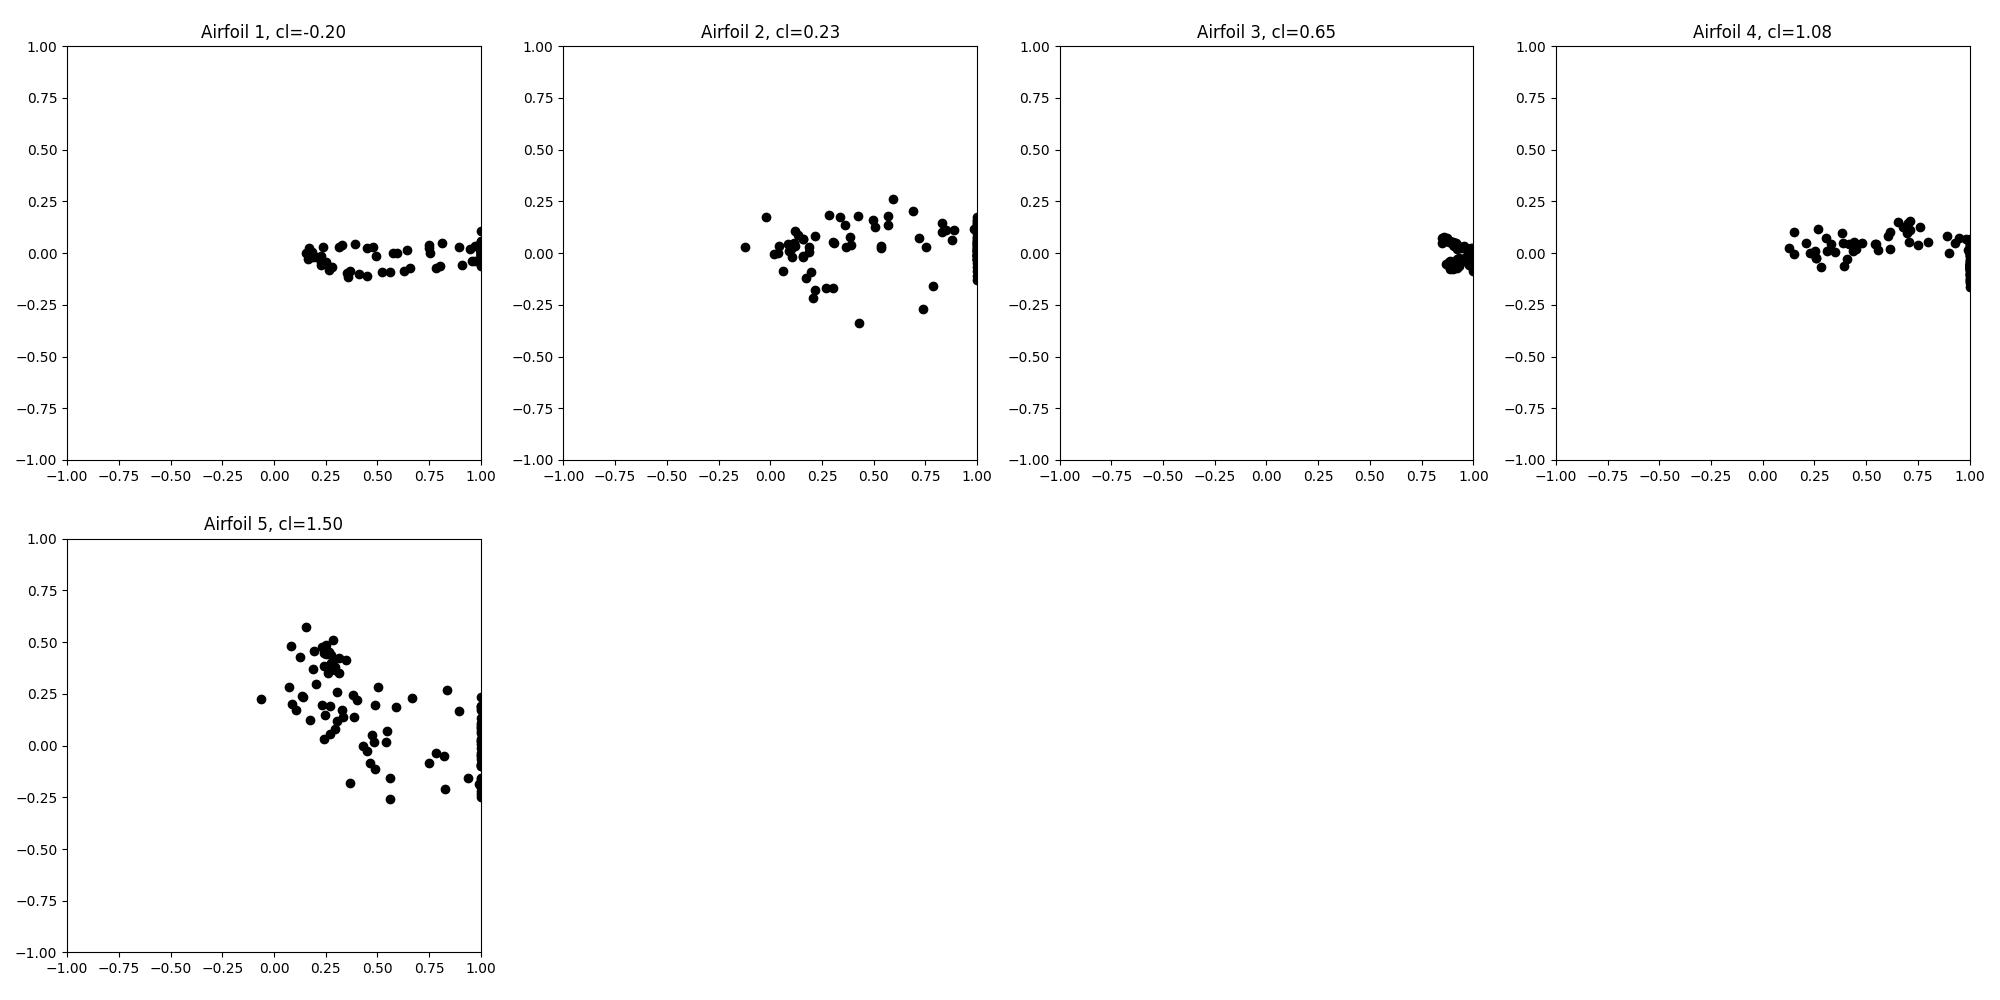 Airfoil 1, cl=-0.20
Airfoil 2, cl=0.23
Airfoil 3, cl=0.65
Airfoil 4, cl=1.08
1.00 1.00 1.00 1.00
0.75 0.75 0.75 0.75
0.50 0.50 0.50 0.50
0.25 0.25 0.25 0.25
0.00 0.00 0.00 0.00
−0.25 −0.25 −0.25 −0.25
−0.50 −0.50 −0.50 −0.50
−0.75 −0.75 −0.75 −0.75
−1.00 −1.00 −1.00 −1.00
−1.00 −0.75 −0.50 −0.25 0.00 0.25 0.50 0.75 1.00
−1.00 −0.75 −0.50 −0.25 0.00 0.25 0.50 0.75 1.00
−1.00 −0.75 −0.50 −0.25 0.00 0.25 0.50 0.75 1.00
−1.00 −0.75 −0.50 −0.25 0.00 0.25 0.50 0.75 1.00
Airfoil 5, cl=1.50
1.00
0.75
0.50
0.25
0.00
−0.25
−0.50
−0.75
−1.00
−1.00 −0.75 −0.50 −0.25 0.00 0.25 0.50 0.75 1.00